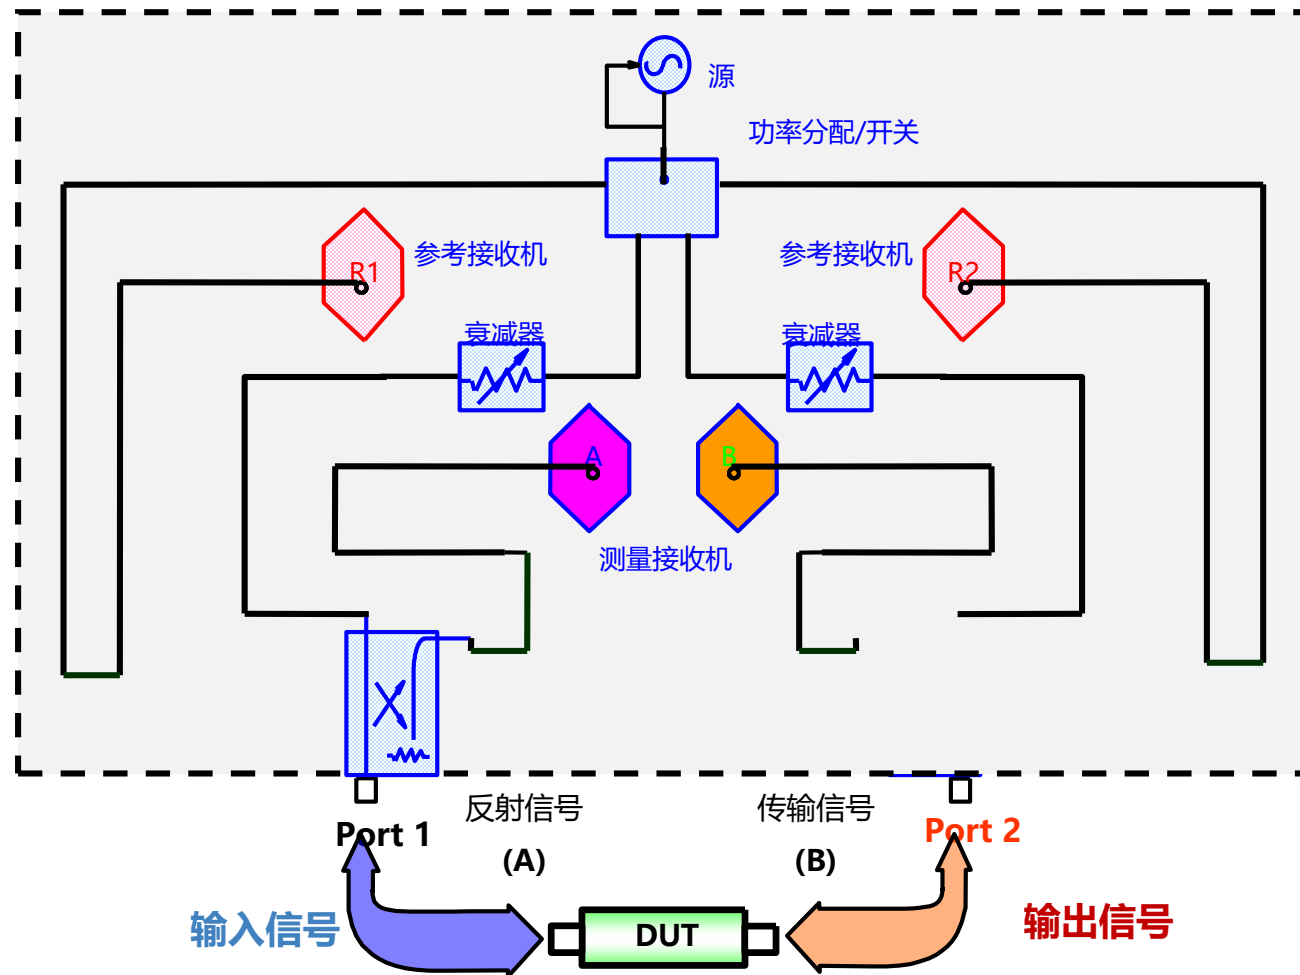 源
功率分配/开关
参考接收机
R1
参考接收机
R2
衰减器
衰减器
A
B
测量接收机
反射信号
传输信号
Port 1
Port 2
(A)
(B)
输入信号
DUT
输出信号